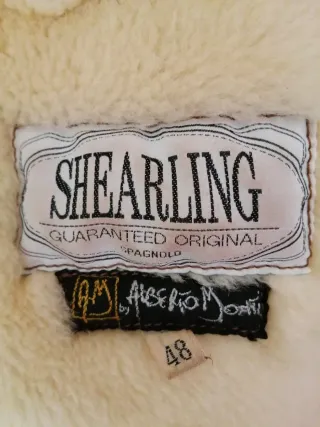 SHEARLING
GUARANTEED ORIGINAL
SPAGNOLO
AM by ALBERTO
48